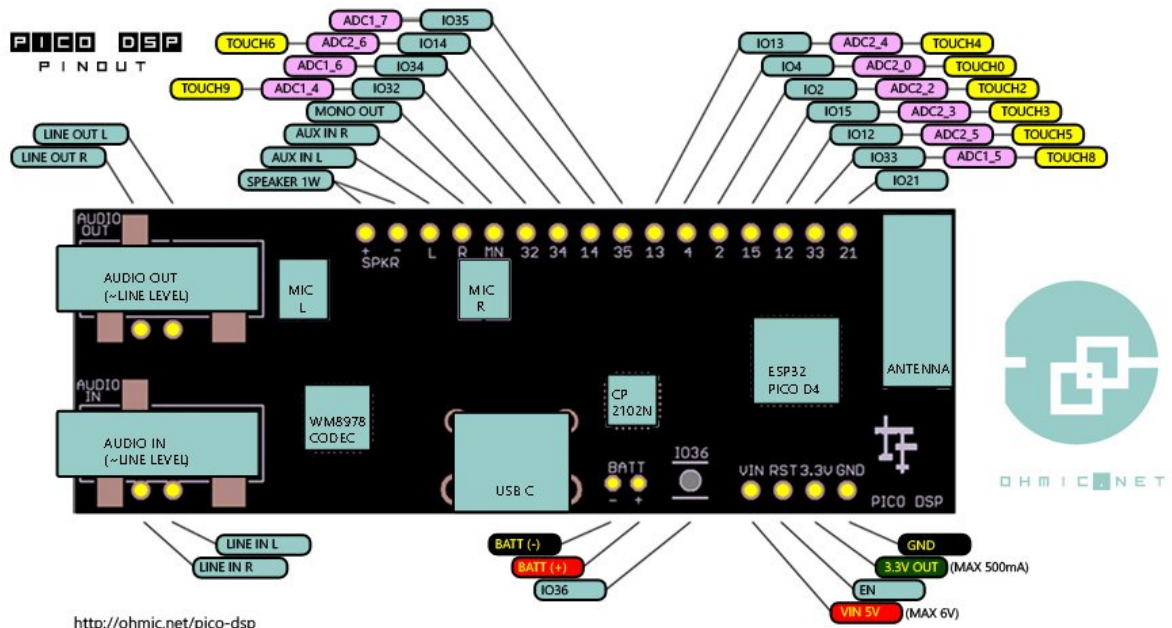 PICO DSP
PINOUT
ADC1_7 IO35
TOUCH6 ADC2_6 IO14
ADC1_6 IO34
TOUCH9 ADC1_4 IO32
MONO OUT
AUX IN R
AUX IN L
SPEAKER 1W
LINE OUT L
LINE OUT R
IO13 ADC2_4 TOUCH4
IO4 ADC2_0 TOUCH0
IO2 ADC2_2 TOUCH2
IO15 ADC2_3 TOUCH3
IO12 ADC2_5 TOUCH5
IO33 ADC1_5 TOUCH8
IO21
AUDIO
OUT
+ - L R MN 32 34 14 35 13 4 2 15 12 33 21
SPKR
AUDIO OUT
(~LINE LEVEL)
MIC
L
MIC
R
ESP32
PICO D4
ANTENNA
AUDIO
IN
AUDIO IN
(~LINE LEVEL)
WM8978
CODEC
CP
2102N
USB C
BATT
- +
IO36
VIN RST 3.3V GND
PICO DSP
OHMIC.NET
LINE IN L
LINE IN R
BATT (-)
BATT (+)
IO36
GND
3.3V OUT (MAX 500mA)
EN
VIN 5V (MAX 6V)
http://ohmic.net/pico-dsp